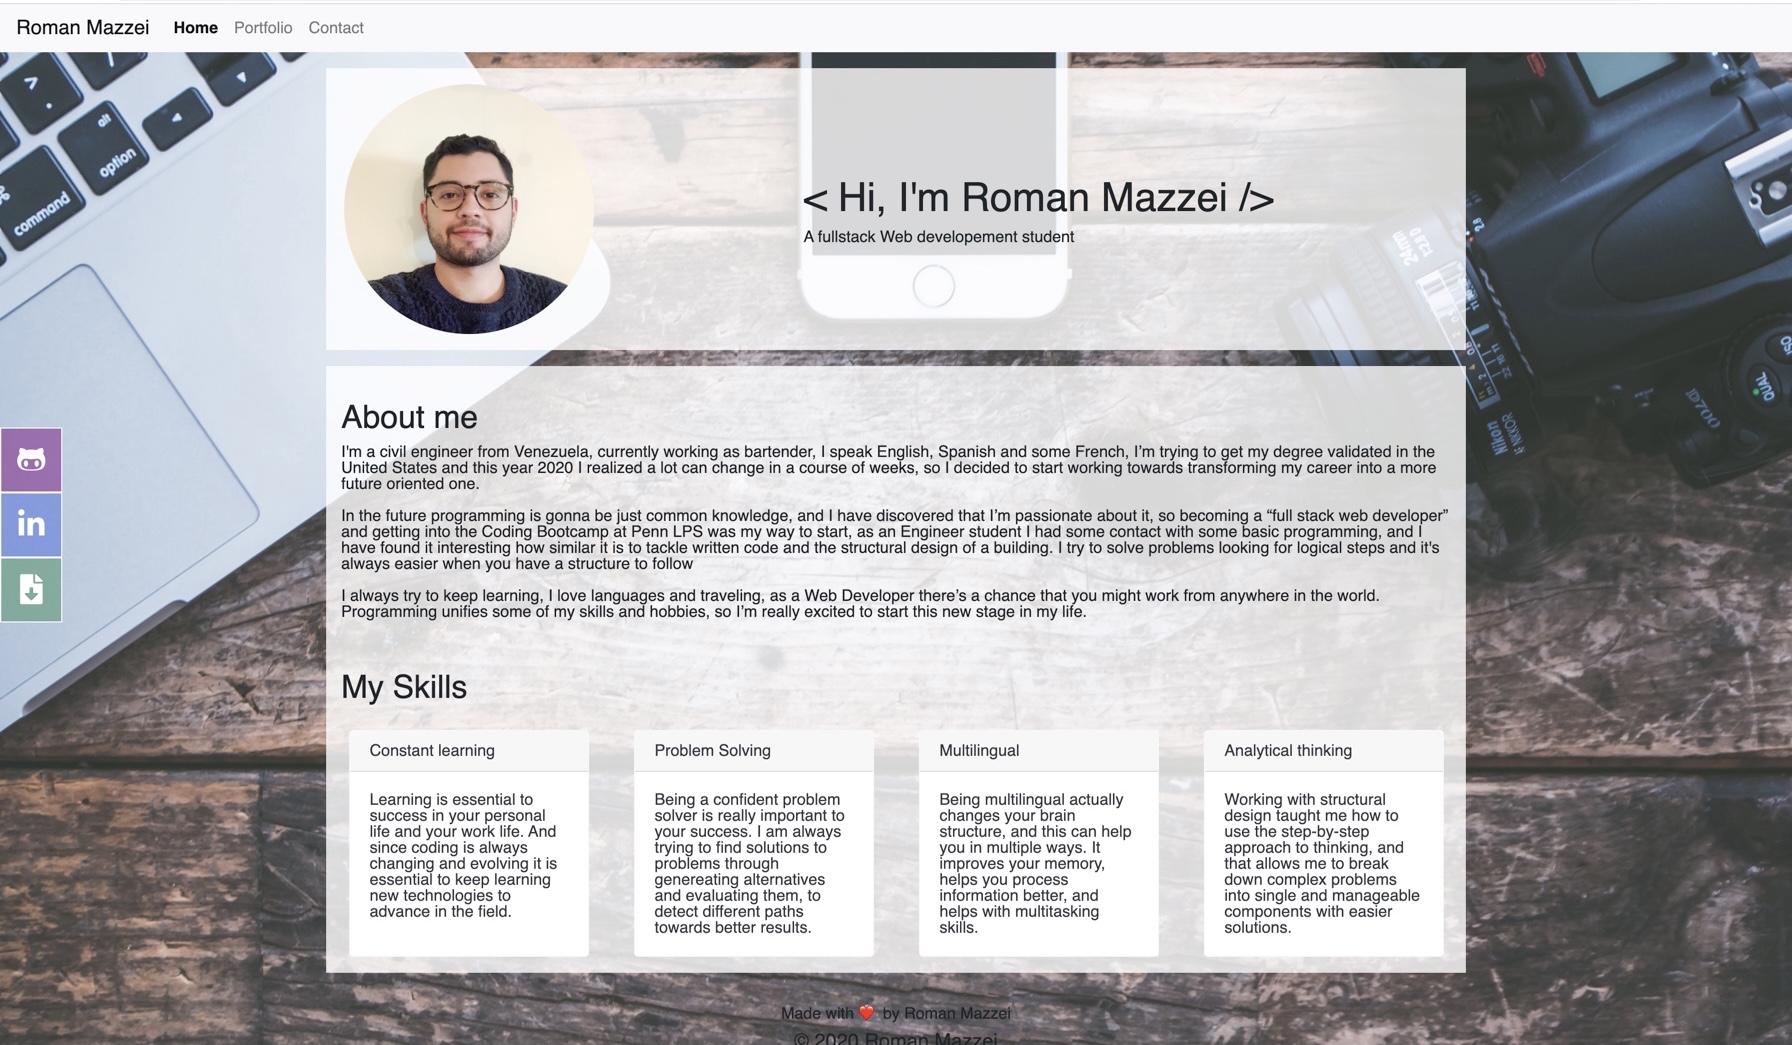 Roman Mazzei Home Portfolio Contact
alt
option
command
< Hi, I'm Roman Mazzei />
A fullstack Web developement student
24mm
1:2.8 D
2.8
Nikon
NIKKOR
QUAL
ISO
D70
About me
I'm a civil engineer from Venezuela, currently working as bartender, I speak English, Spanish and some French, I’m trying to get my degree validated in the
United States and this year 2020 I realized a lot can change in a course of weeks, so I decided to start working towards transforming my career into a more
future oriented one.
In the future programming is gonna be just common knowledge, and I have discovered that I’m passionate about it, so becoming a “full stack web developer”
and getting into the Coding Bootcamp at Penn LPS was my way to start, as an Engineer student I had some contact with some basic programming, and I
have found it interesting how similar it is to tackle written code and the structural design of a building. I try to solve problems looking for logical steps and it's
always easier when you have a structure to follow
I always try to keep learning, I love languages and traveling, as a Web Developer there’s a chance that you might work from anywhere in the world.
Programming unifies some of my skills and hobbies, so I’m really excited to start this new stage in my life.
in
My Skills
Constant learning
Learning is essential to
success in your personal
life and your work life. And
since coding is always
changing and evolving it is
essential to keep learning
new technologies to
advance in the field.
Problem Solving
Being a confident problem
solver is really important to
your success. I am always
trying to find solutions to
problems through
genereating alternatives
and evaluating them, to
detect different paths
towards better results.
Multilingual
Being multilingual actually
changes your brain
structure, and this can help
you in multiple ways. It
improves your memory,
helps you process
information better, and
helps with multitasking
skills.
Analytical thinking
Working with structural
design taught me how to
use the step-by-step
approach to thinking, and
that allows me to break
down complex problems
into single and manageable
components with easier
solutions.
Made with ❤️ by Roman Mazzei
© 2020 Roman Mazzei